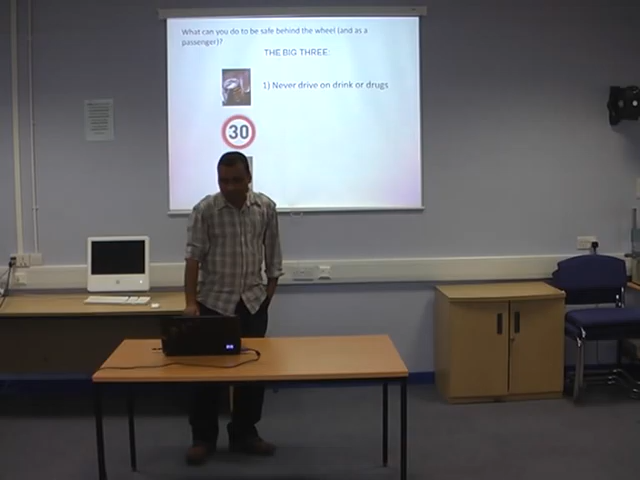 What can you do to be safe behind the wheel (and as a
passenger)?
THE BIG THREE:
1) Never drive on drink or drugs
30